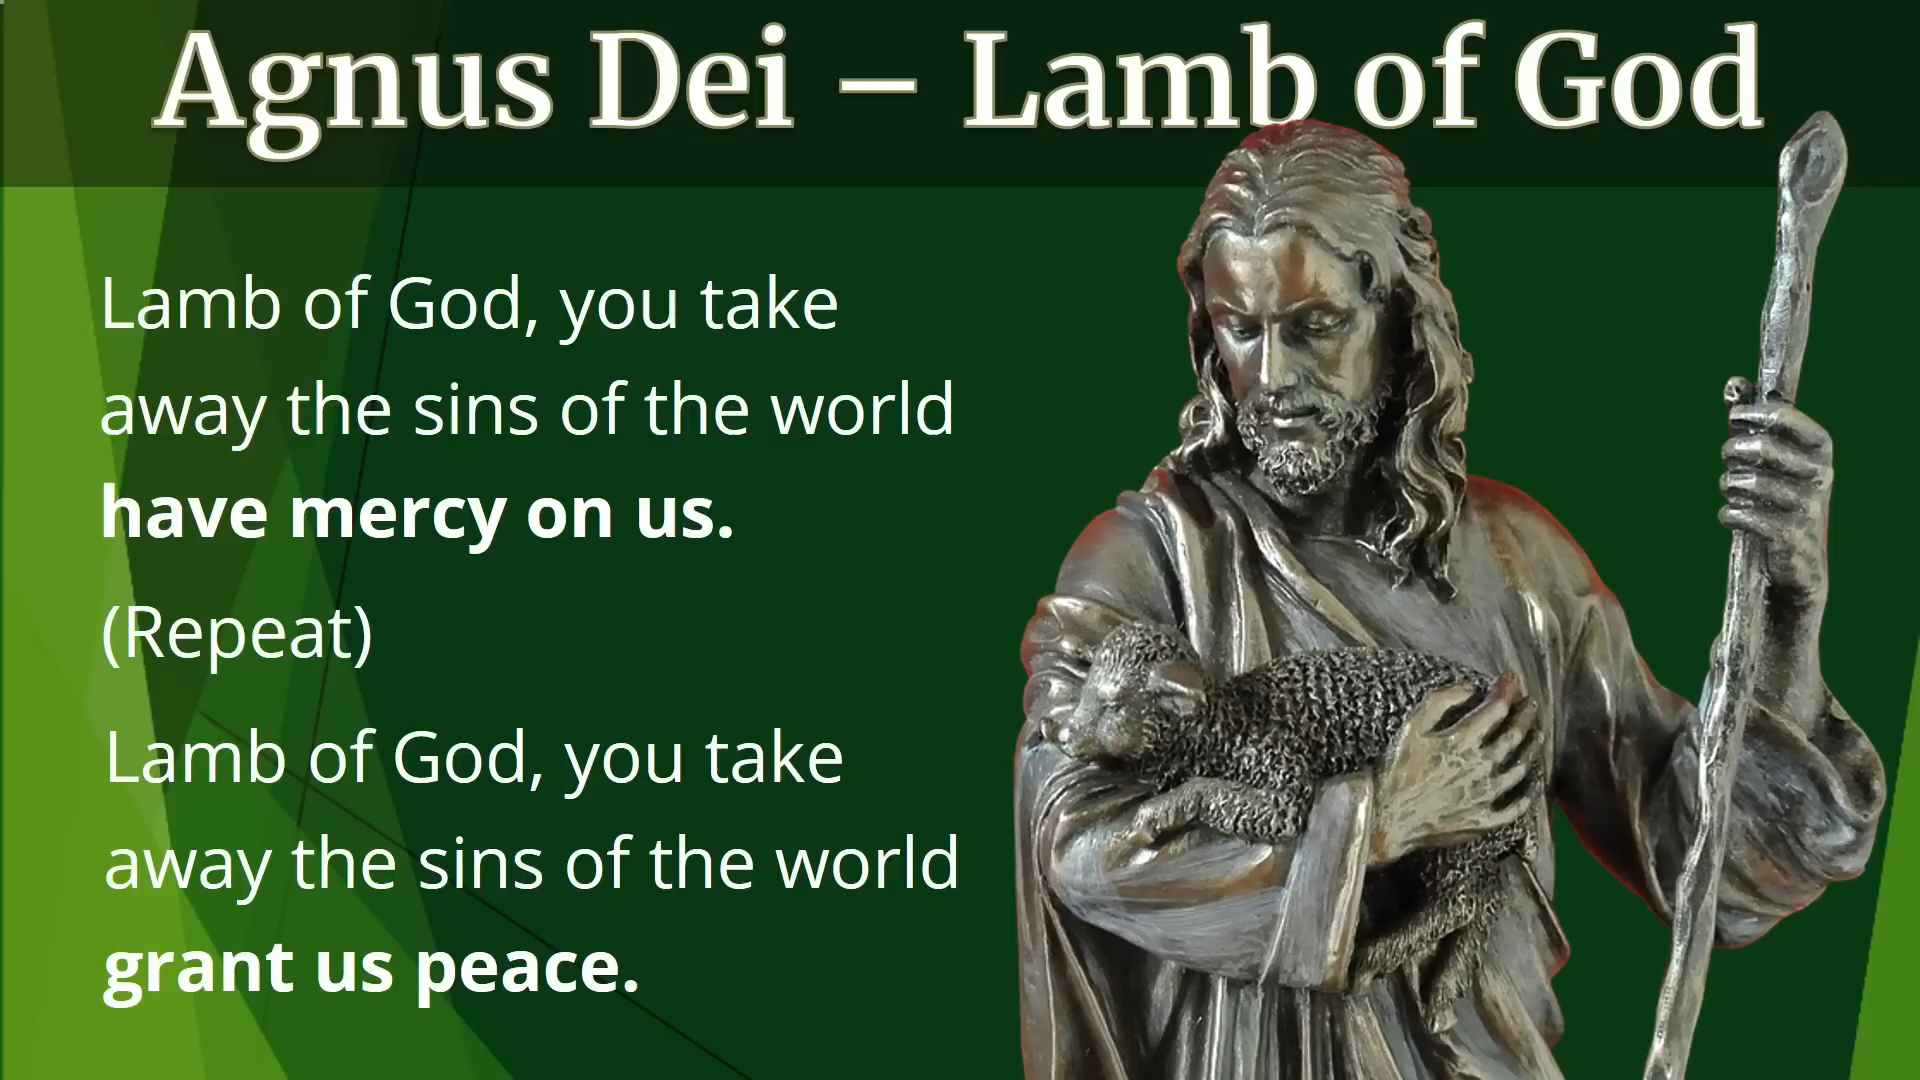 Agnus Dei – Lamb of God
Lamb of God, you take
away the sins of the world
have mercy on us.
(Repeat)
Lamb of God, you take
away the sins of the world
grant us peace.